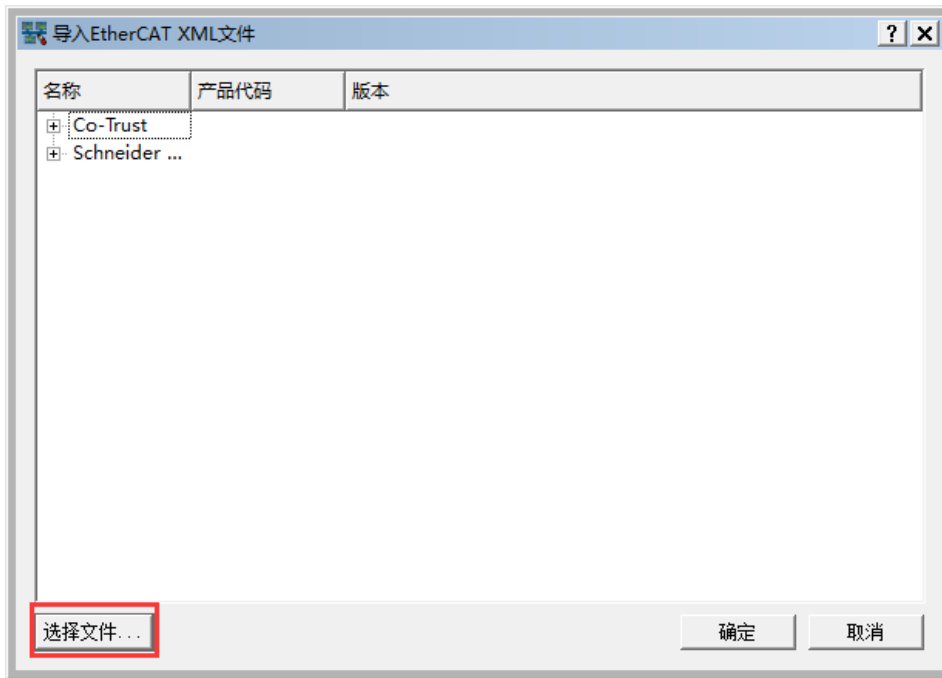 导入EtherCAT XML文件
名称 产品代码 版本
Co-Trust
Schneider ...
选择文件... 确定 取消